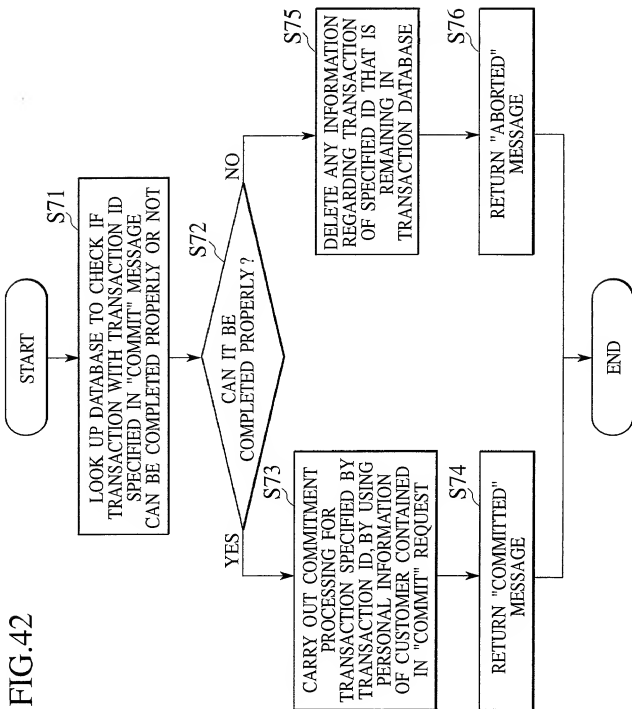 FIG.42
START
S71
LOOK UP DATABASE TO CHECK IF
TRANSACTION WITH TRANSACTION ID
SPECIFIED IN "COMMIT" MESSAGE
CAN BE COMPLETED PROPERLY OR NOT
S72
CAN IT BE
COMPLETED PROPERLY ?
YES
NO
S73
CARRY OUT COMMITMENT
PROCESSING FOR
TRANSACTION SPECIFIED BY
TRANSACTION ID, BY USING
PERSONAL INFORMATION
OF CUSTOMER CONTAINED
IN "COMMIT" REQUEST
S74
RETURN "COMMITTED"
MESSAGE
S75
DELETE ANY INFORMATION
REGARDING TRANSACTION
OF SPECIFIED ID THAT IS
REMAINING IN
TRANSACTION DATABASE
S76
RETURN "ABORTED"
MESSAGE
END